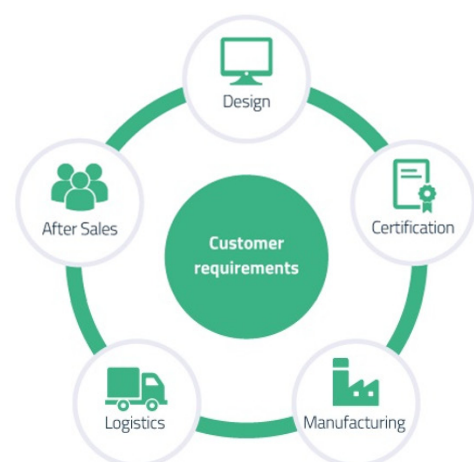 Design
Certification
Manufacturing
Logistics
After Sales
Customer
requirements